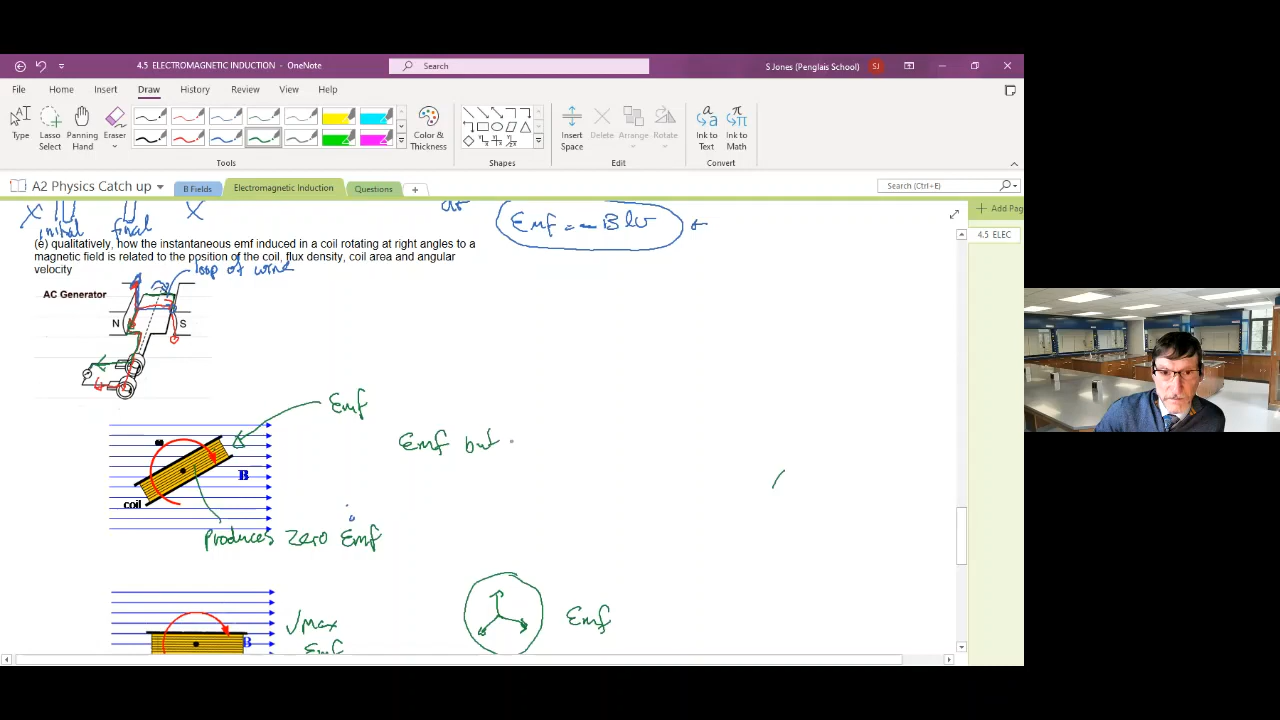 4.5 ELECTROMAGNETIC INDUCTION - OneNote
Search
S Jones (Penglais School)
SJ
File Home Insert Draw View History Review View Help
Type
Lasso Select
Panning Hand
Eraser
Color & Thickness
Insert Space
Delete
Arrange
Rotate
Ink to Text
Ink to Math
Tools
Shapes
Edit
Convert
A2 Physics Catch up
B Fields
Electromagnetic Induction
Questions
+
Search (Ctrl+E)
Add Pag
4.5 ELEC
X X
initial final
Emf = - Blv
(e) qualitatively, how the instantaneous emf induced in a coil rotating at right angles to a
magnetic field is related to the position of the coil, flux density, coil area and angular
velocity
loop of wire
AC Generator
N S
Emf
Emf but
ω
B
coil
Produces Zero Emf
√Max
Emf
B
Emf